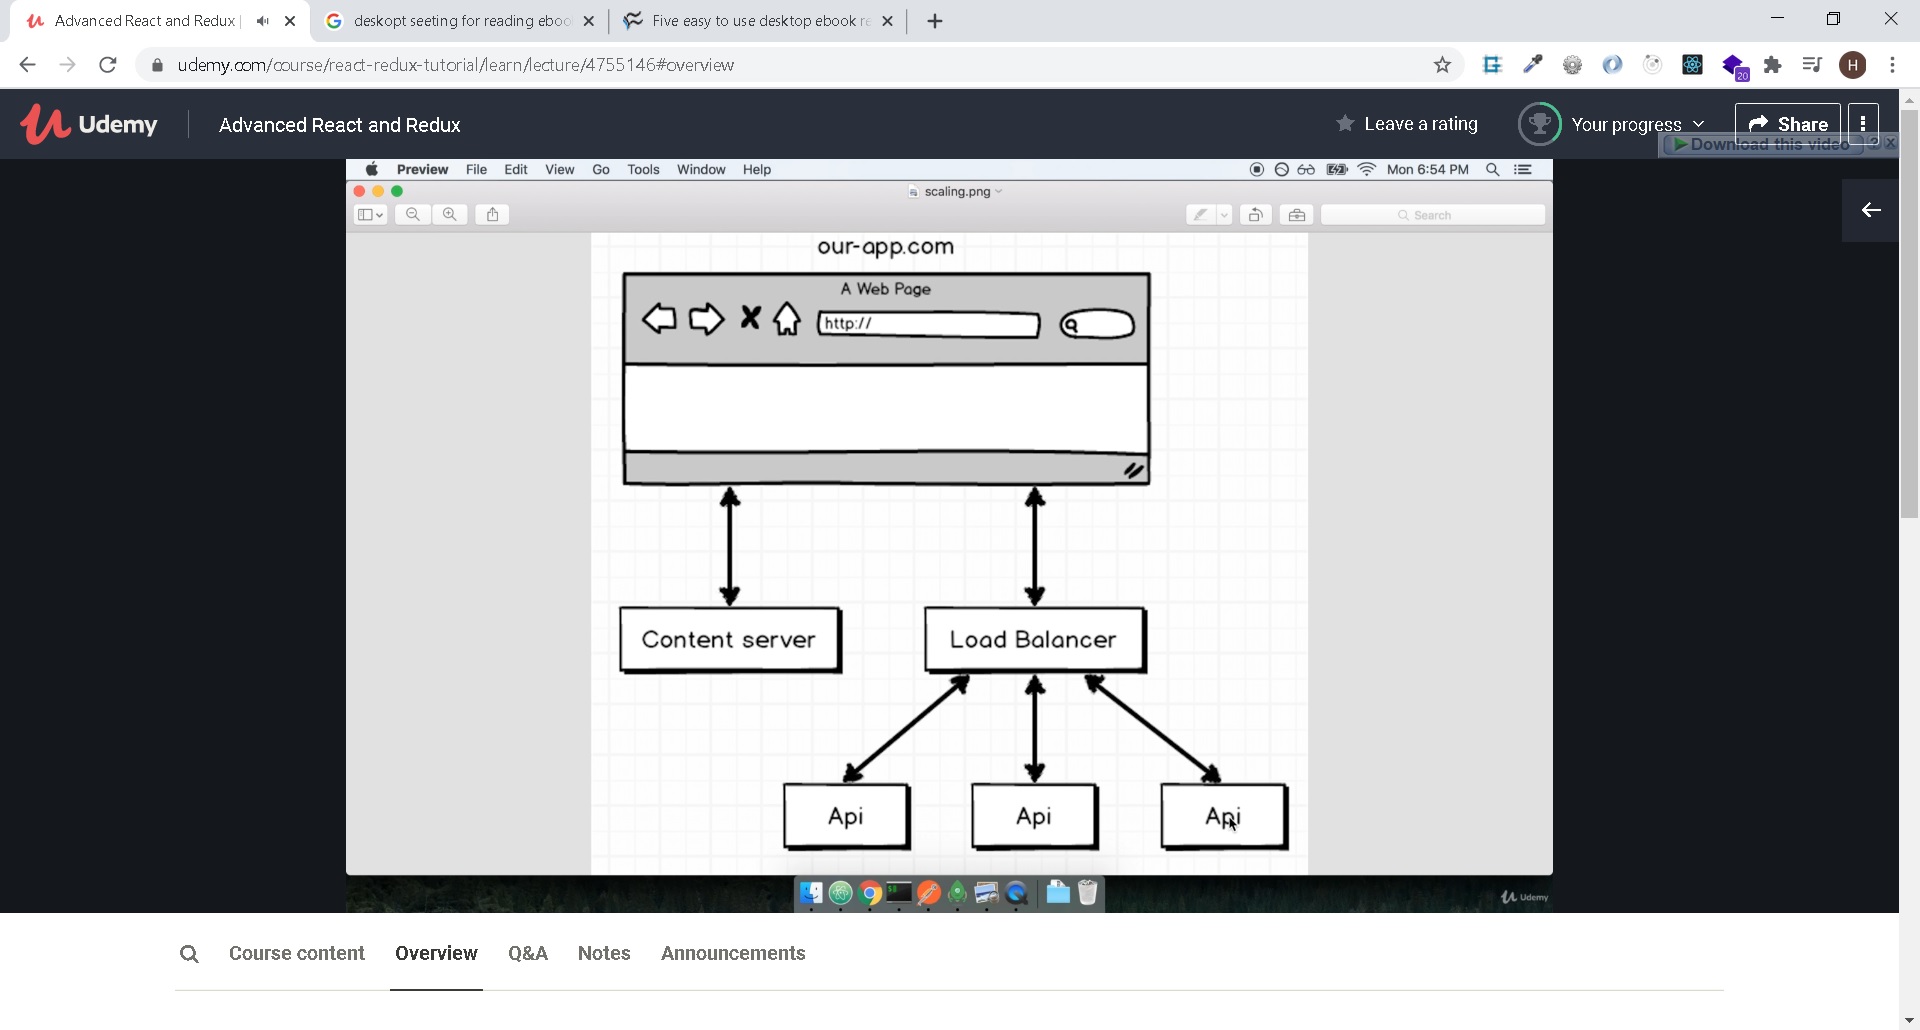 Advanced React and Redux
deskopt seeting for reading eboo
Five easy to use desktop ebook re
udemy.com/course/react-redux-tutorial/learn/lecture/4755146#overview
20
H
Udemy
Advanced React and Redux
Leave a rating
Your progress
Share
Download this video
Preview File Edit View Go Tools Window Help
Mon 6:54 PM
scaling.png
Search
our-app.com
A Web Page
http://
Content server
Load Balancer
Api
Api
Api
Udemy
Course content
Overview
Q&A
Notes
Announcements